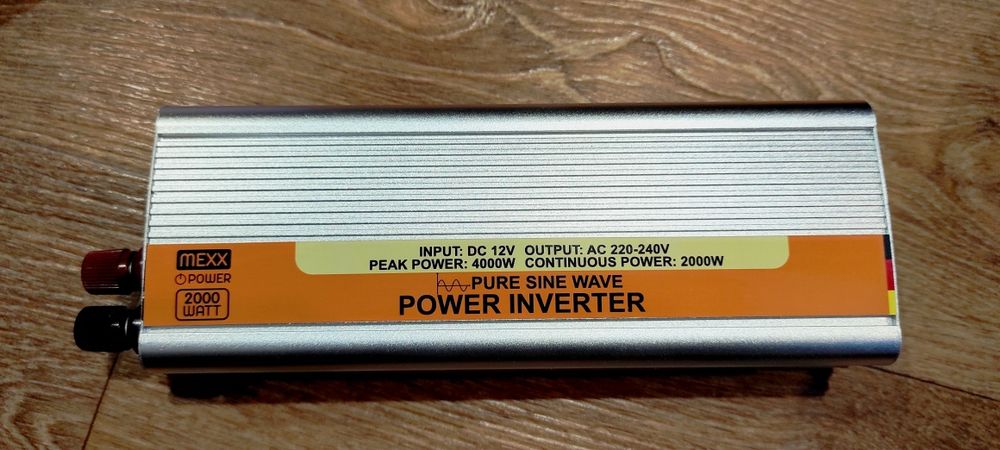 MEXX
POWER
2000
WATT
INPUT: DC 12V OUTPUT: AC 220-240V
PEAK POWER: 4000W CONTINUOUS POWER: 2000W
PURE SINE WAVE
POWER INVERTER